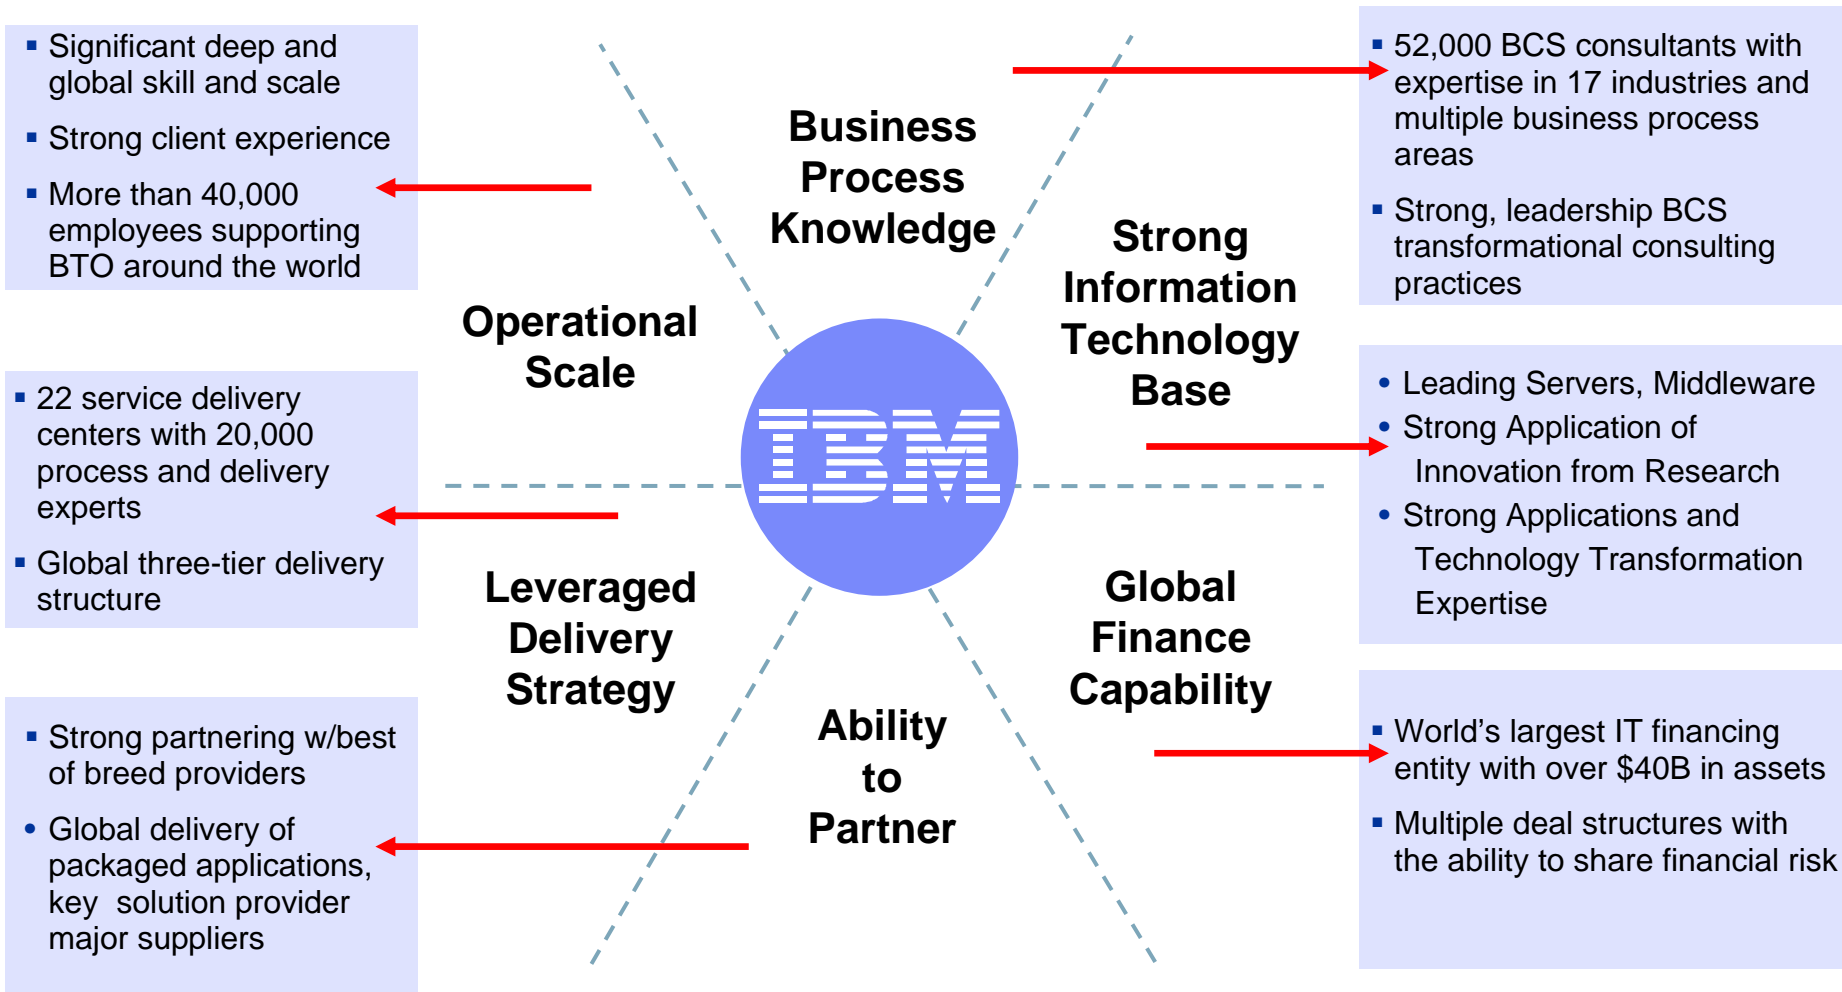 Significant deep and
global skill and scale
Strong client experience
More than 40,000
employees supporting
BTO around the world
22 service delivery
centers with 20,000
process and delivery
experts
Global three-tier delivery
structure
Strong partnering w/best
of breed providers
Global delivery of
packaged applications,
key solution provider
major suppliers
Operational
Scale
Leveraged
Delivery
Strategy
Business
Process
Knowledge
IBM
Ability
to
Partner
Strong
Information
Technology
Base
Global
Finance
Capability
52,000 BCS consultants with
expertise in 17 industries and
multiple business process
areas
Strong, leadership BCS
transformational consulting
practices
Leading Servers, Middleware
Strong Application of
Innovation from Research
Strong Applications and
Technology Transformation
Expertise
World’s largest IT financing
entity with over $40B in assets
Multiple deal structures with
the ability to share financial risk